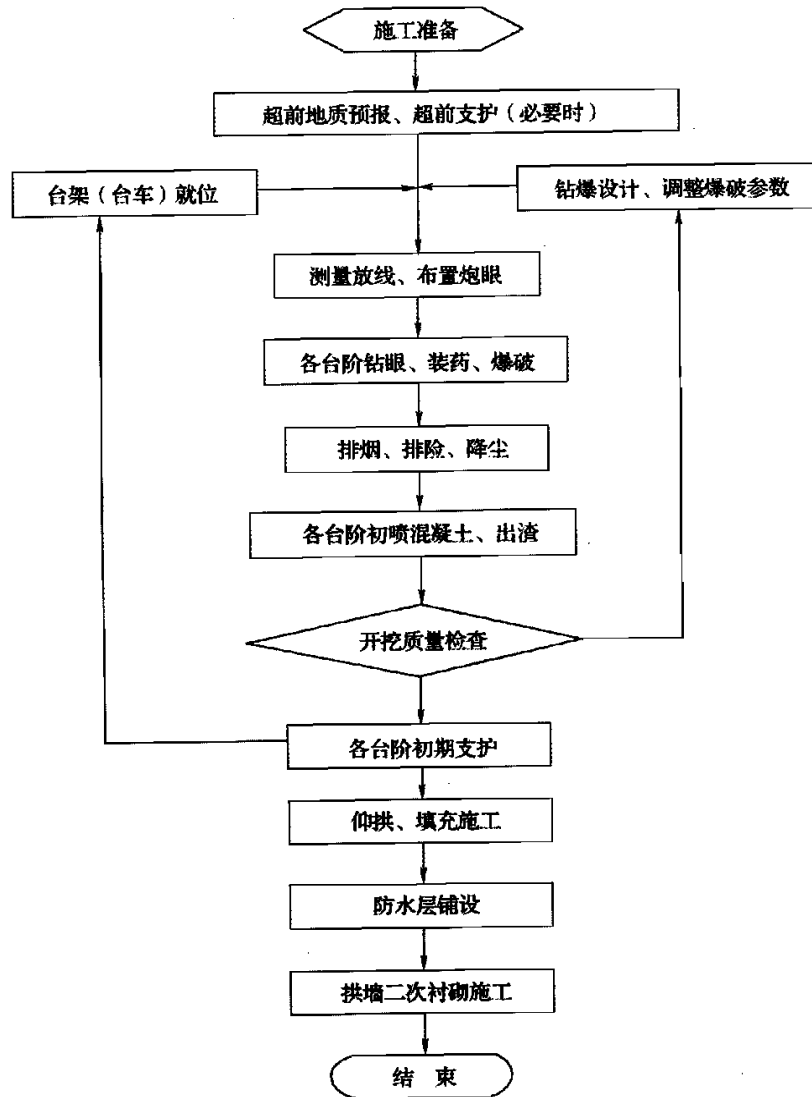 施工准备
超前地质预报、超前支护（必要时）
台架（台车）就位
钻爆设计、调整爆破参数
测量放线、布置炮眼
各台阶钻眼、装药、爆破
排烟、排险、降尘
各台阶初喷混凝土、出渣
开挖质量检查
各台阶初期支护
仰拱、填充施工
防水层铺设
拱墙二次衬砌施工
结 束